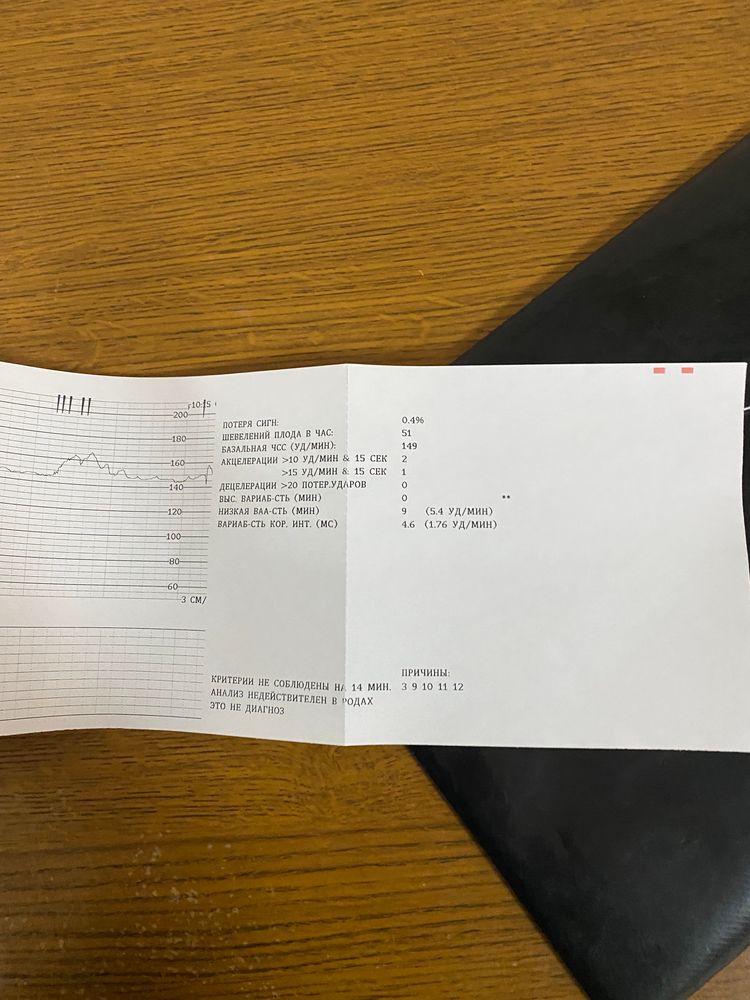 200
180
160
140
120
100
80
60
3 СМ/
ПОТЕРЯ СИГН: 0.4%
ШЕВЕЛЕНИЙ ПЛОДА В ЧАС: 51
БАЗАЛЬНАЯ ЧСС (УД/МИН): 149
АКЦЕЛЕРАЦИИ >10 УД/МИН & 15 СЕК 2
>15 УД/МИН & 15 СЕК 1
ДЕЦЕЛЕРАЦИИ >20 ПОТЕР.УДАРОВ 0
ВЫС. ВАРИАБ-СТЬ (МИН) 0 **
НИЗКАЯ ВАА-СТЬ (МИН) 9 (5.4 УД/МИН)
ВАРИАБ-СТЬ КОР. ИНТ. (МС) 4.6 (1.76 УД/МИН)
ПРИЧИНЫ:
КРИТЕРИИ НЕ СОБЛЮДЕНЫ НА 14 МИН. 3 9 10 11 12
АНАЛИЗ НЕДЕЙСТВИТЕЛЕН В РОДАХ
ЭТО НЕ ДИАГНОЗ